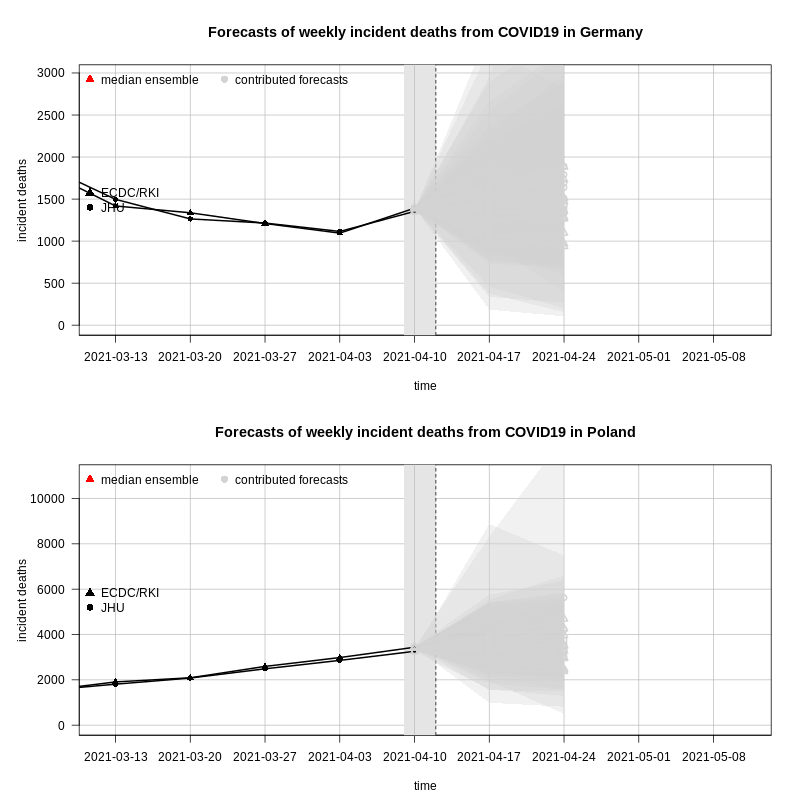 Forecasts of weekly incident deaths from COVID19 in Germany
incident deaths
3000
2500
2000
1500
1000
500
0
median ensemble
contributed forecasts
ECDC/RKI
JHU
2021-03-13 2021-03-20 2021-03-27 2021-04-03 2021-04-10 2021-04-17 2021-04-24 2021-05-01 2021-05-08
time
Forecasts of weekly incident deaths from COVID19 in Poland
incident deaths
10000
8000
6000
4000
2000
0
median ensemble
contributed forecasts
ECDC/RKI
JHU
2021-03-13 2021-03-20 2021-03-27 2021-04-03 2021-04-10 2021-04-17 2021-04-24 2021-05-01 2021-05-08
time